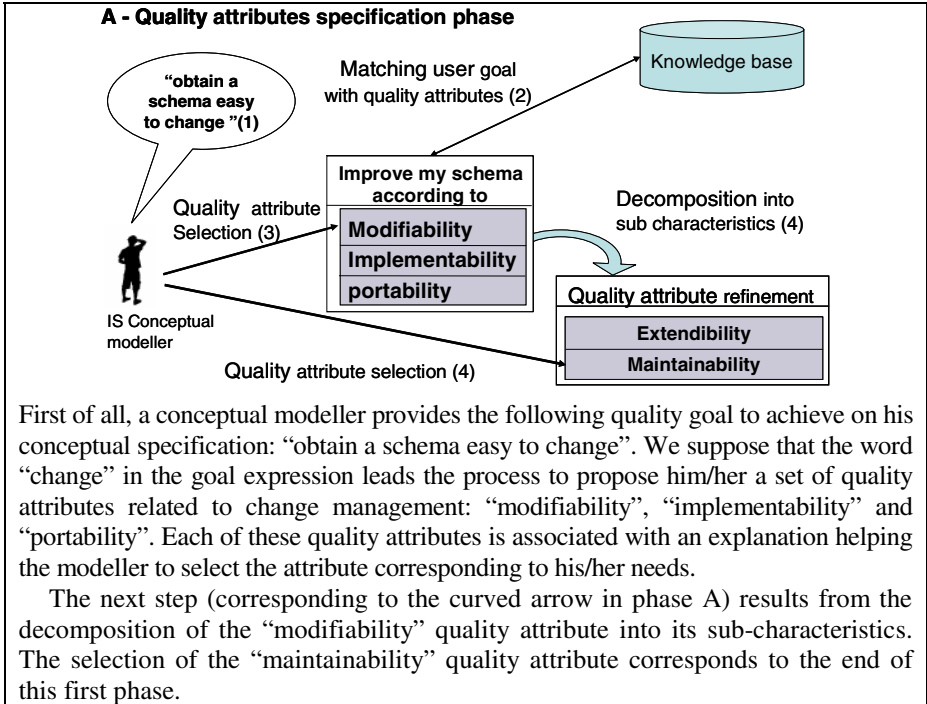 A - Quality attributes specification phase
“obtain a
schema easy
to change ”(1)
Matching user goal
with quality attributes (2)
Knowledge base
Improve my schema
according to
Modifiability
Implementability
portability
Quality attribute
Selection (3)
Decomposition into
sub characteristics (4)
Quality attribute refinement
Extendibility
Maintainability
IS Conceptual
modeller
Quality attribute selection (4)
First of all, a conceptual modeller provides the following quality goal to achieve on his
conceptual specification: “obtain a schema easy to change”. We suppose that the word
“change” in the goal expression leads the process to propose him/her a set of quality
attributes related to change management: “modifiability”, “implementability” and
“portability”. Each of these quality attributes is associated with an explanation helping
the modeller to select the attribute corresponding to his/her needs.
The next step (corresponding to the curved arrow in phase A) results from the
decomposition of the “modifiability” quality attribute into its sub-characteristics.
The selection of the “maintainability” quality attribute corresponds to the end of
this first phase.